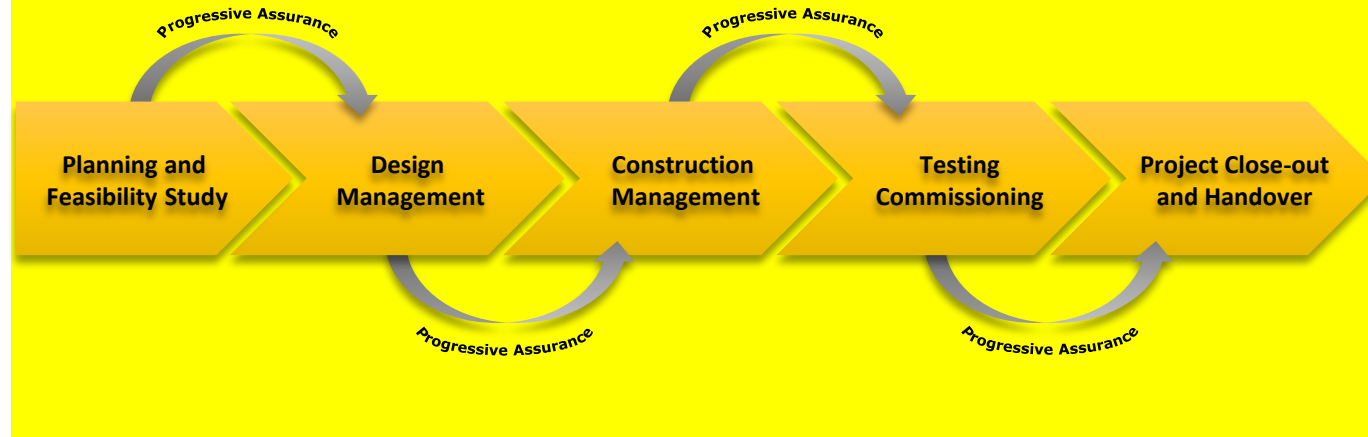 Progressive Assurance
Progressive Assurance
Planning and
Feasibility Study
Design
Management
Construction
Management
Testing
Commissioning
Project Close-out
and Handover
Progressive Assurance
Progressive Assurance